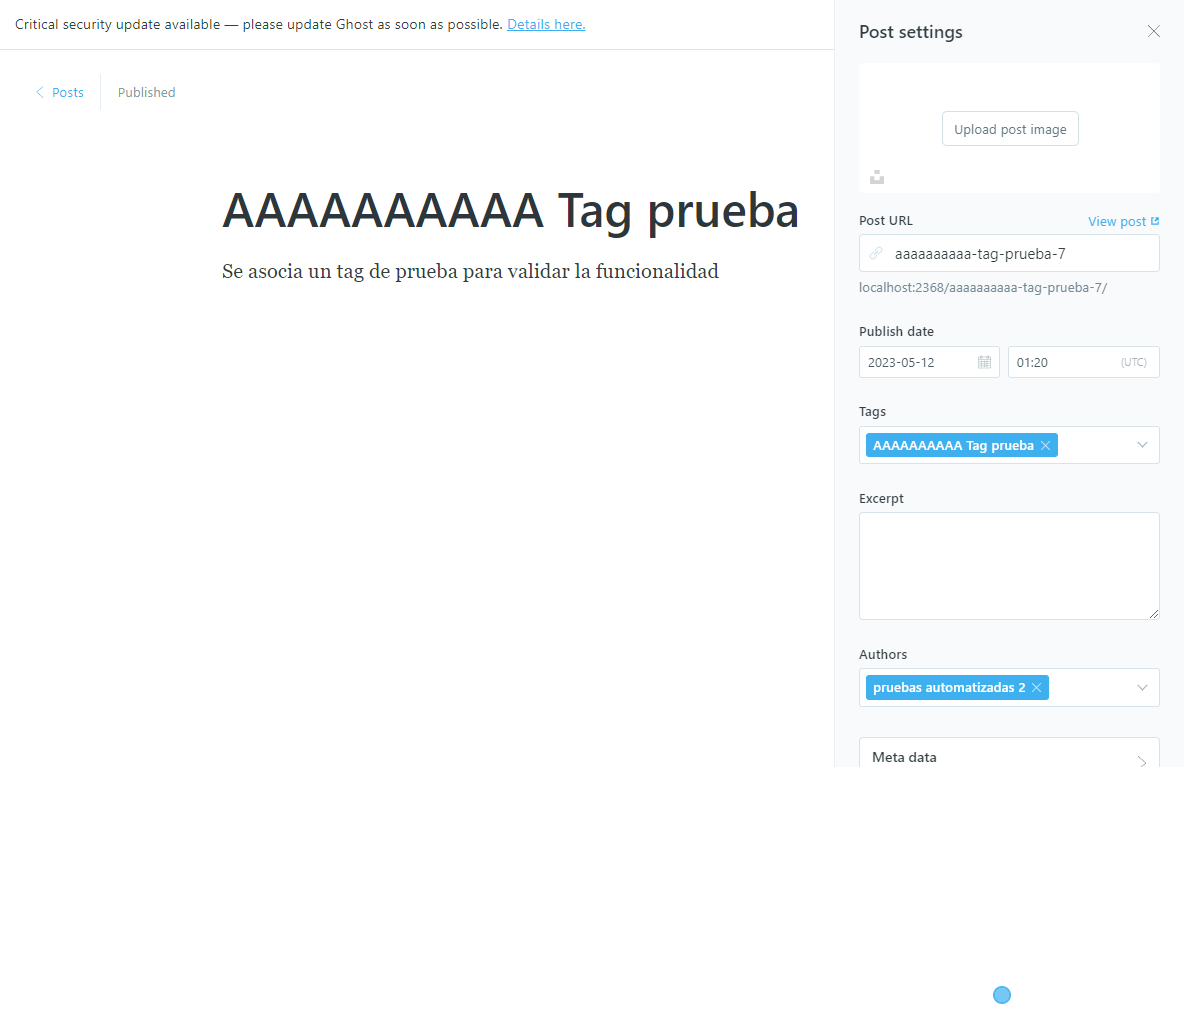 Critical security update available — please update Ghost as soon as possible. Details here.
Posts
Published
AAAAAAAAAA Tag prueba
Se asocia un tag de prueba para validar la funcionalidad
Post settings
Upload post image
Post URL
View post
aaaaaaaaaa-tag-prueba-7
localhost:2368/aaaaaaaaaa-tag-prueba-7/
Publish date
2023-05-12
01:20 (UTC)
Tags
AAAAAAAAAA Tag prueba
Excerpt
Authors
pruebas automatizadas 2
Meta data